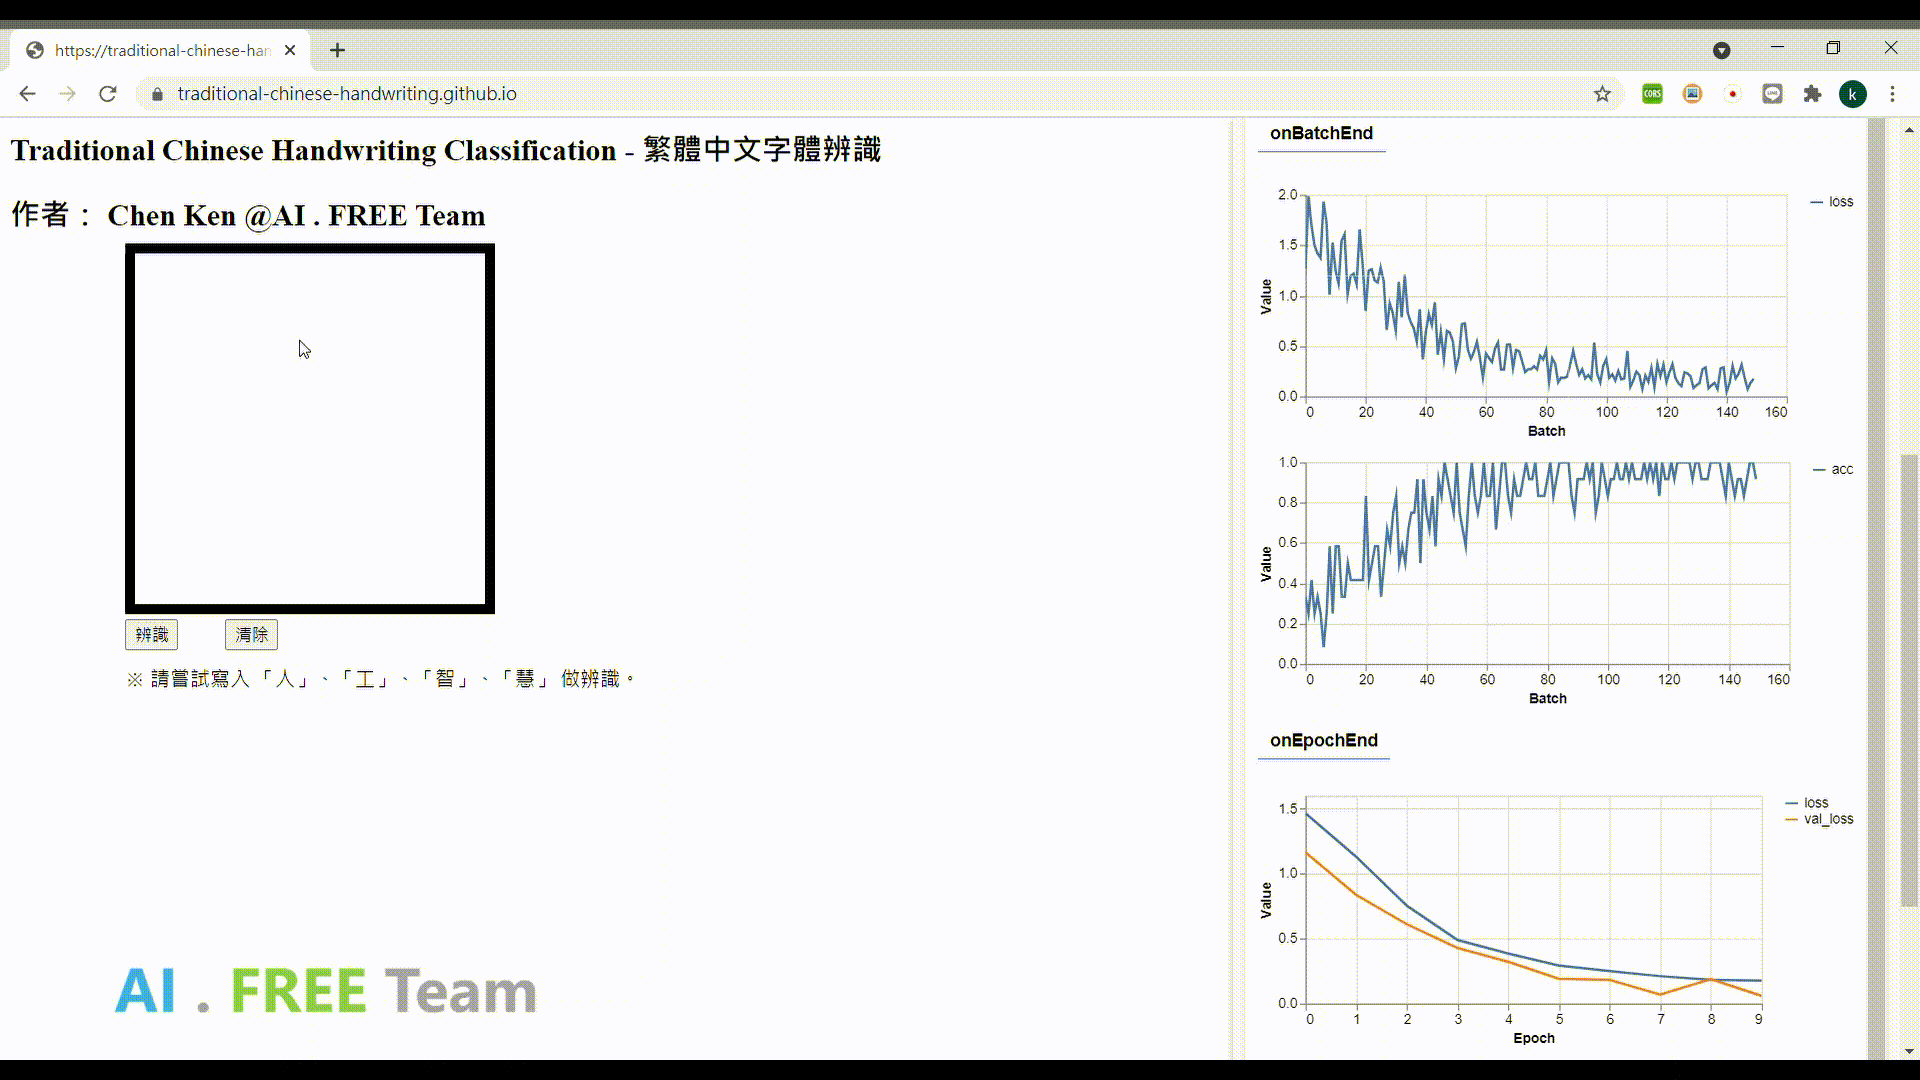 https://traditional-chinese-han
traditional-chinese-handwriting.github.io
CORS
LINE
k
Traditional Chinese Handwriting Classification - 繁體中文字體辨識
作者： Chen Ken @AI . FREE Team
辨識 清除
※ 請嘗試寫入「人」、「工」、「智」、「慧」 做辨識。
AI . FREE Team
onBatchEnd
2.0
1.5
1.0
0.5
0.0
Value
0 20 40 60 80 100 120 140 160
Batch
loss
1.0
0.8
0.6
0.4
0.2
0.0
Value
0 20 40 60 80 100 120 140 160
Batch
acc
onEpochEnd
1.5
1.0
0.5
0.0
Value
0 1 2 3 4 5 6 7 8 9
Epoch
loss
val_loss